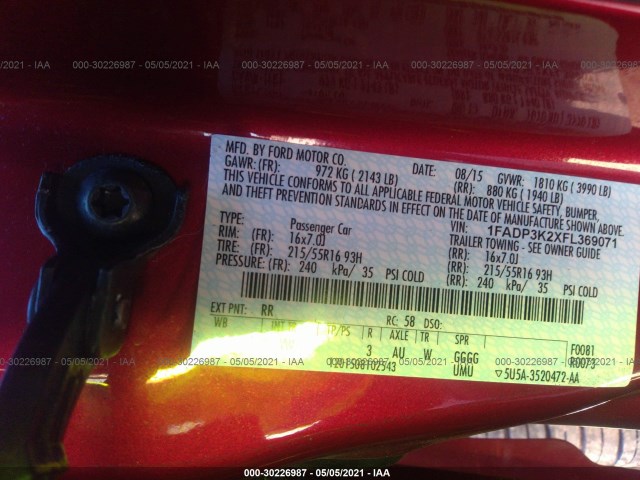 000-30226987 - 05/05/2021 - IAA
MFD. BY FORD MOTOR CO.
DATE: 08/15 GVWR: 1810 KG ( 3990 LB)
GAWR: (FR): 972 KG ( 2143 LB) (RR): 880 KG ( 1940 LB)
THIS VEHICLE CONFORMS TO ALL APPLICABLE FEDERAL MOTOR VEHICLE SAFETY, BUMPER,
AND THEFT PREVENTION STANDARDS IN EFFECT ON THE DATE OF MANUFACTURE SHOWN ABOVE.
VIN: 1FADP3K2XFL369071
TYPE: Passenger Car TRAILER TOWING - SEE OWNER GUIDE
RIM: (FR): 16x7.0J (RR): 16x7.0J
TIRE: (FR): 215/55R16 93H (RR): 215/55R16 93H
PRESSURE: (FR): 240 kPa/ 35 PSI COLD (RR): 240 kPa/ 35 PSI COLD
EXT PNT: RR RC: 58 DSO:
WB TP/PS R AXLE TR SPR
3 AU W GGGG F00B1
UMU R0073
5U5A-3520472-AA
000-30226987 - 05/05/2021 - IAA